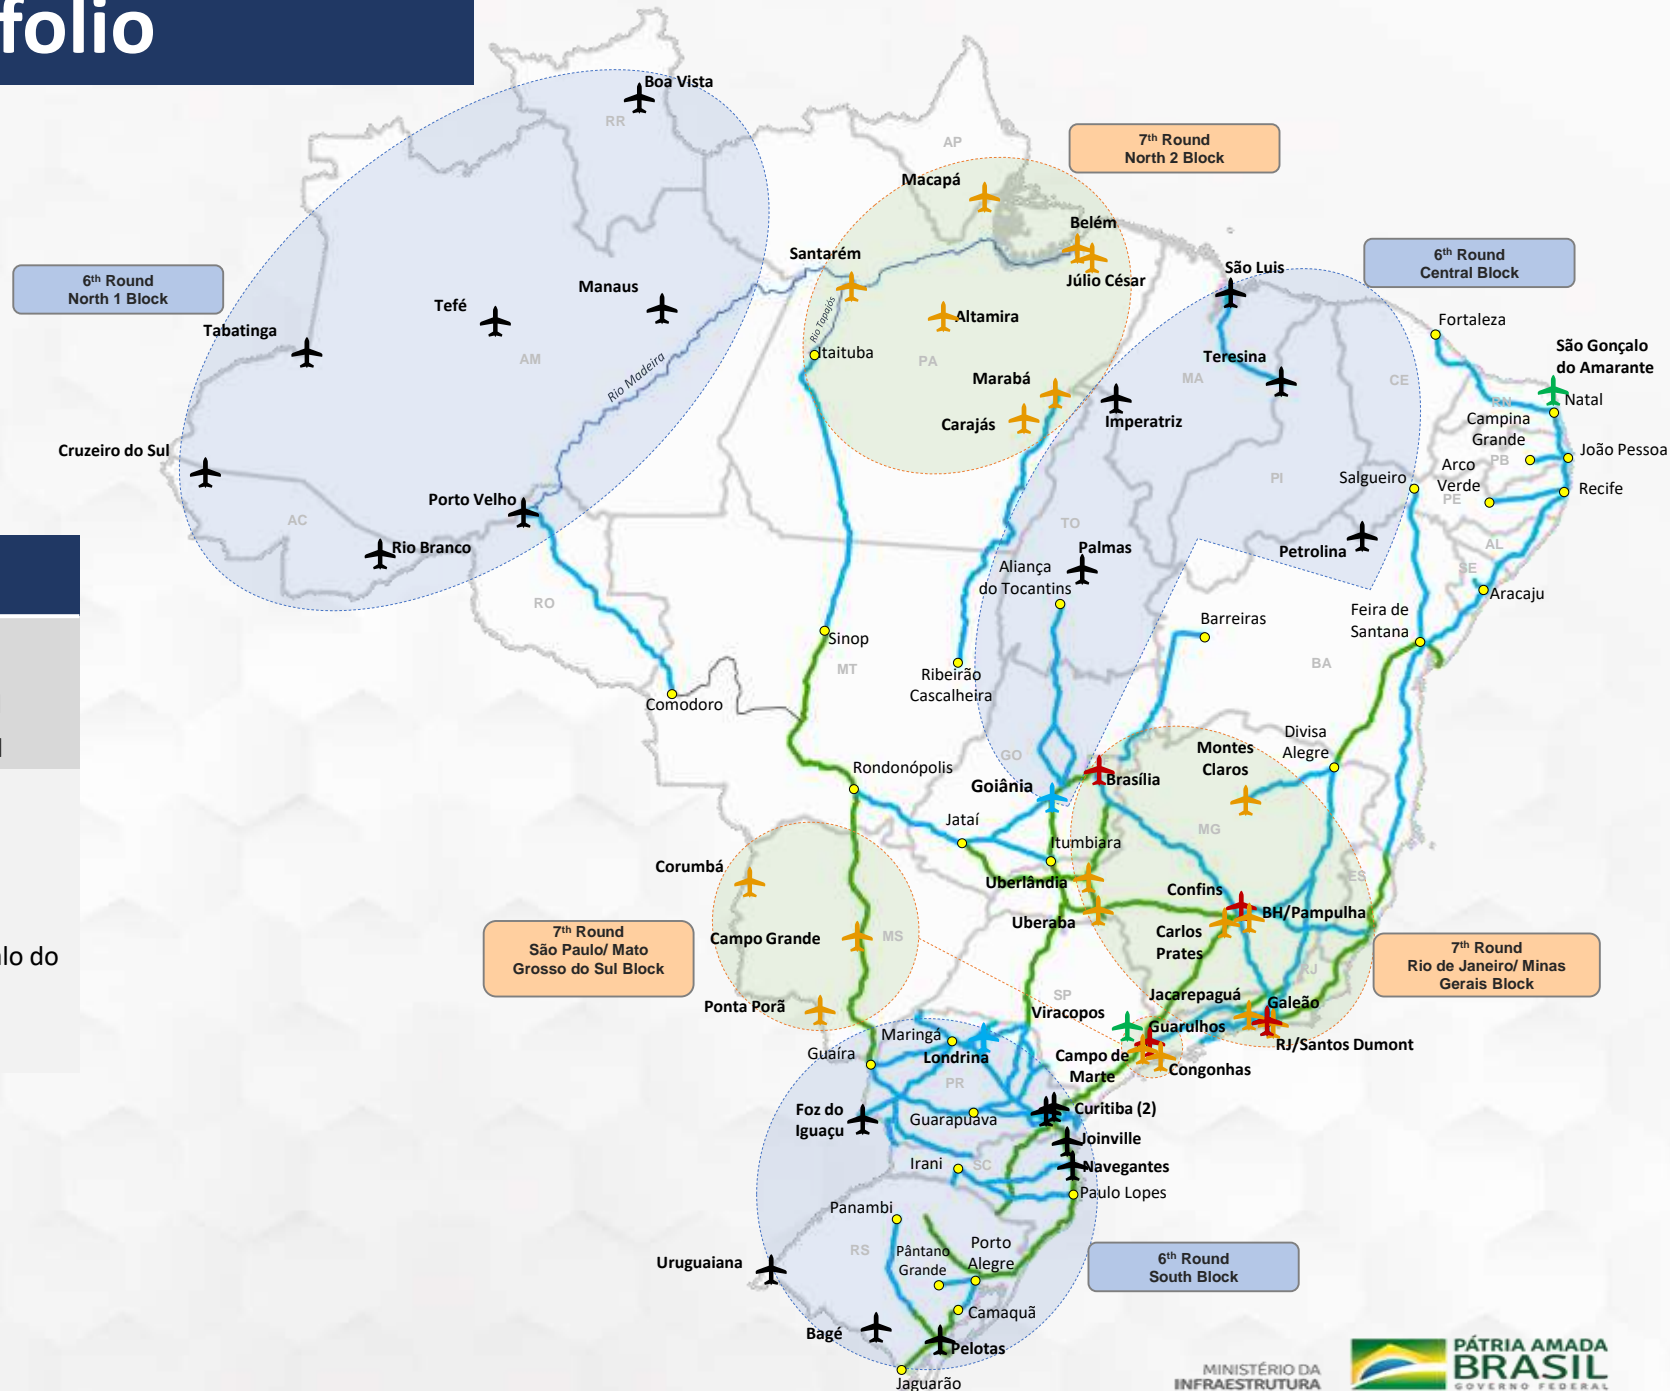 folio
Boa Vista
RR
AP
7th Round
North 2 Block
Macapá
Belém
Júlio César
Santarém
6th Round
North 1 Block
6th Round
Central Block
São Luis
Manaus
Tefé
Tabatinga
AM
Rio Madeira
Rio Tapajós
Altamira
Itaituba
PA
Marabá
Carajás
Teresina
MA
CE
Imperatriz
Fortaleza
São Gonçalo
do Amarante
RN
Natal
Campina
Grande
PB
João Pessoa
Arco
Verde
PE
Recife
Salgueiro
PI
AL
SE
Aracaju
Cruzeiro do Sul
Porto Velho
AC
Rio Branco
RO
TO
Palmas
Petrolina
Aliança
do Tocantins
Feira de
Santana
Barreiras
BA
Sinop
MT
Ribeirão
Cascalheira
Comodoro
Divisa
Alegre
Montes
Claros
GO
Brasília
Rondonópolis
Goiânia
Jataí
MG
Itumbiara
Corumbá
Uberlândia
ES
Confins
BH/Pampulha
Uberaba
Carlos
Prates
lo do
7th Round
São Paulo/ Mato
Grosso do Sul Block
Campo Grande
MS
7th Round
Rio de Janeiro/ Minas
Gerais Block
RJ
SP
Jacarepaguá
Galeão
Ponta Porã
Viracopos
Guarulhos
RJ/Santos Dumont
Maringá
Londrina
Guaíra
Campo de
Marte
Congonhas
PR
Foz do
Iguaçu
Guarapuava
Curitiba (2)
Joinville
Irani
SC
Navegantes
Paulo Lopes
Panambi
RS
Pântano
Grande
Porto
Alegre
Uruguaiana
6th Round
South Block
Camaquã
Bagé
Pelotas
Jaguarão
MINISTÉRIO DA
INFRAESTRUTURA
PÁTRIA AMADA
BRASIL
GOVERNO FEDERAL